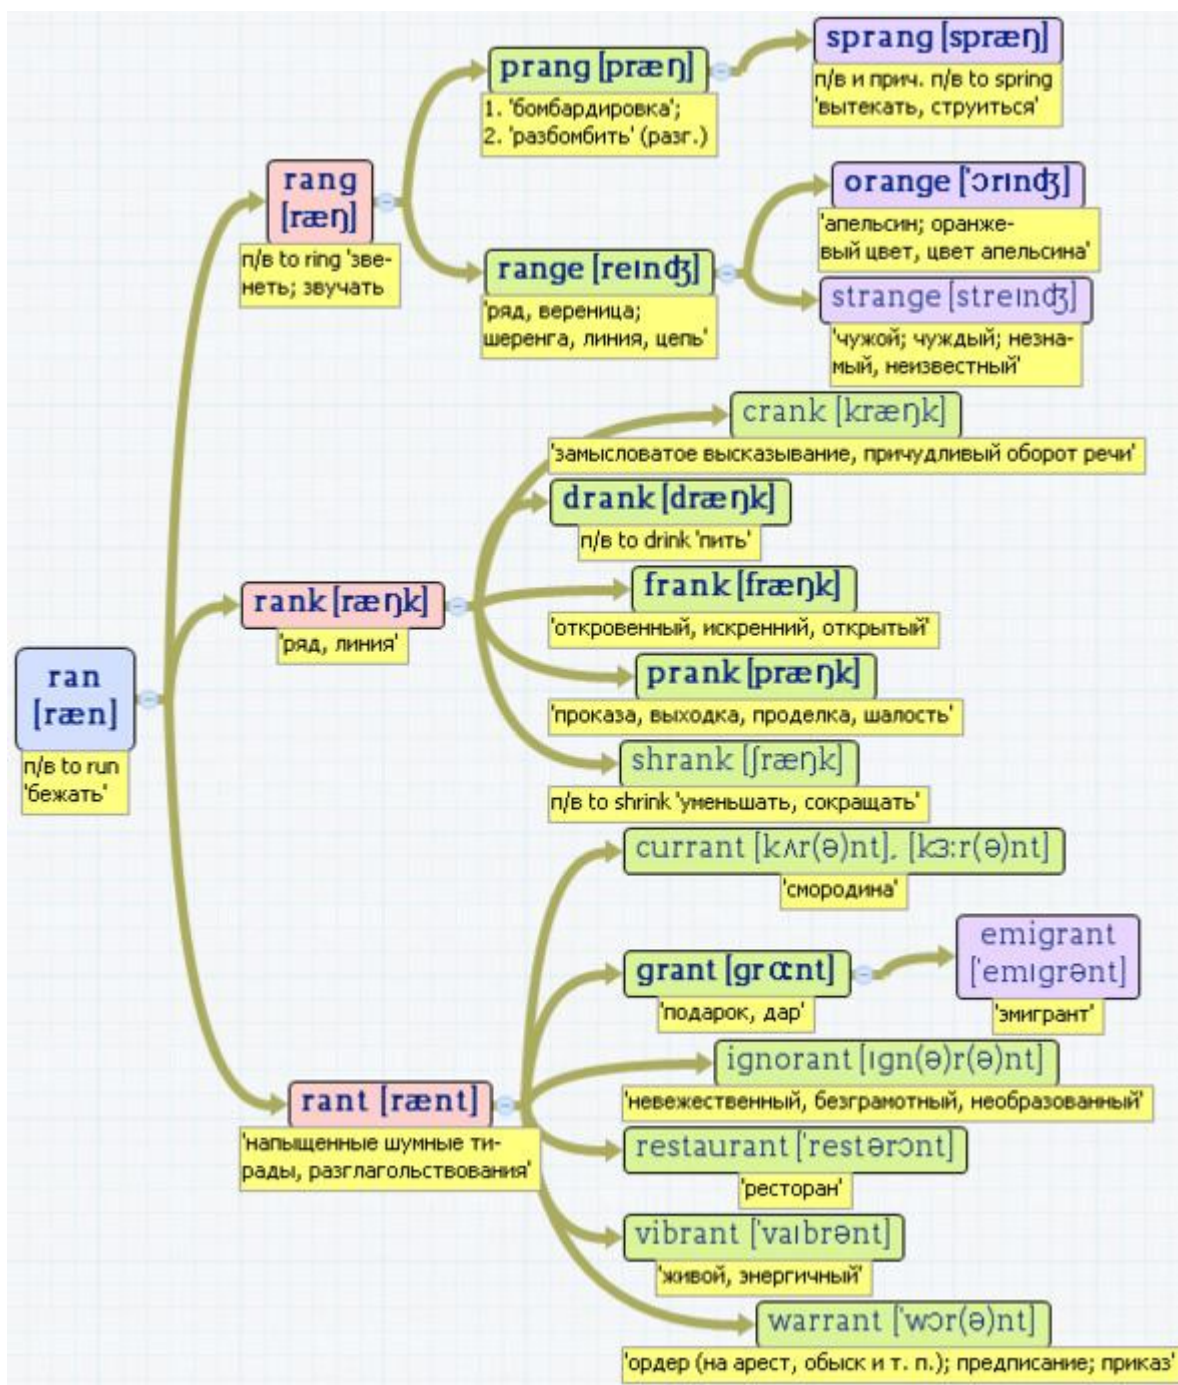 sprang [spræŋ]
п/в и прич. п/в to spring
'вытекать, струиться'
prang [præŋ]
1. 'бомбардировка';
2. 'разбомбить' (разг.)
rang
[ræŋ]
п/в to ring 'зве-
неть; звучать
orange ['ɔrɪnʤ]
'апельсин; оранже-
вый цвет, цвет апельсина'
range [reɪnʤ]
'ряд, вереница;
шеренга, линия, цепь'
strange [streɪnʤ]
'чужой; чуждый; незна-
мый, неизвестный'
crank [kræŋk]
'замысловатое высказывание, причудливый оборот речи'
drank [dræŋk]
п/в to drink 'пить'
frank [fræŋk]
'откровенный, искренний, открытый'
rank [ræŋk]
'ряд, линия'
prank [præŋk]
'проказа, выходка, проделка, шалость'
ran
[ræn]
п/в to run
'бежать'
shrank [ʃræŋk]
п/в to shrink 'уменьшать, сокращать'
currant [kʌr(ə)nt], [kɜ:r(ə)nt]
'смородина'
grant [grɑnt]
'подарок, дар'
emigrant
['emɪgrənt]
'эмигрант'
ignorant [ɪgn(ə)r(ə)nt]
'невежественный, безграмотный, необразованный'
rant [rænt]
'напыщенные шумные ти-
рады, разглагольствования'
restaurant ['restərɔnt]
'ресторан'
vibrant ['vaɪbrənt]
'живой, энергичный'
warrant ['wɔr(ə)nt]
'ордер (на арест, обыск и т. п.); предписание; приказ'